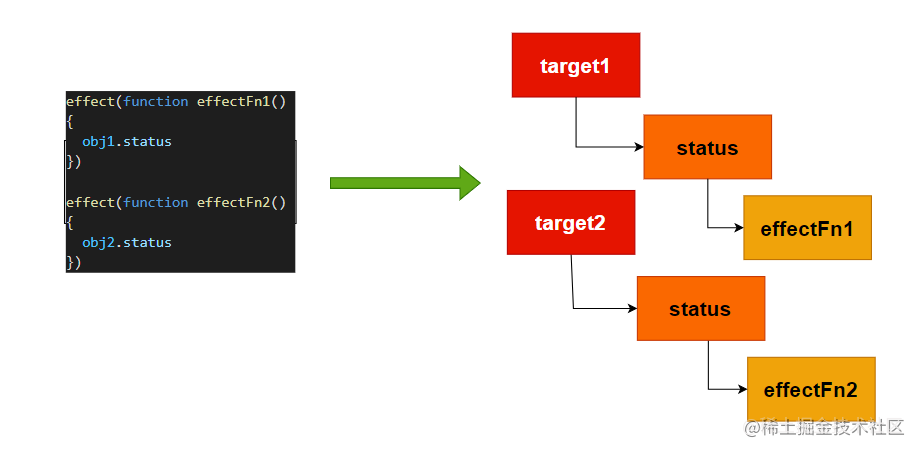 effect(function effectFn1()
{
  obj1.status
})
effect(function effectFn2()
{
  obj2.status
})
target1
status
effectFn1
target2
status
effectFn2
@稀土掘金技术社区